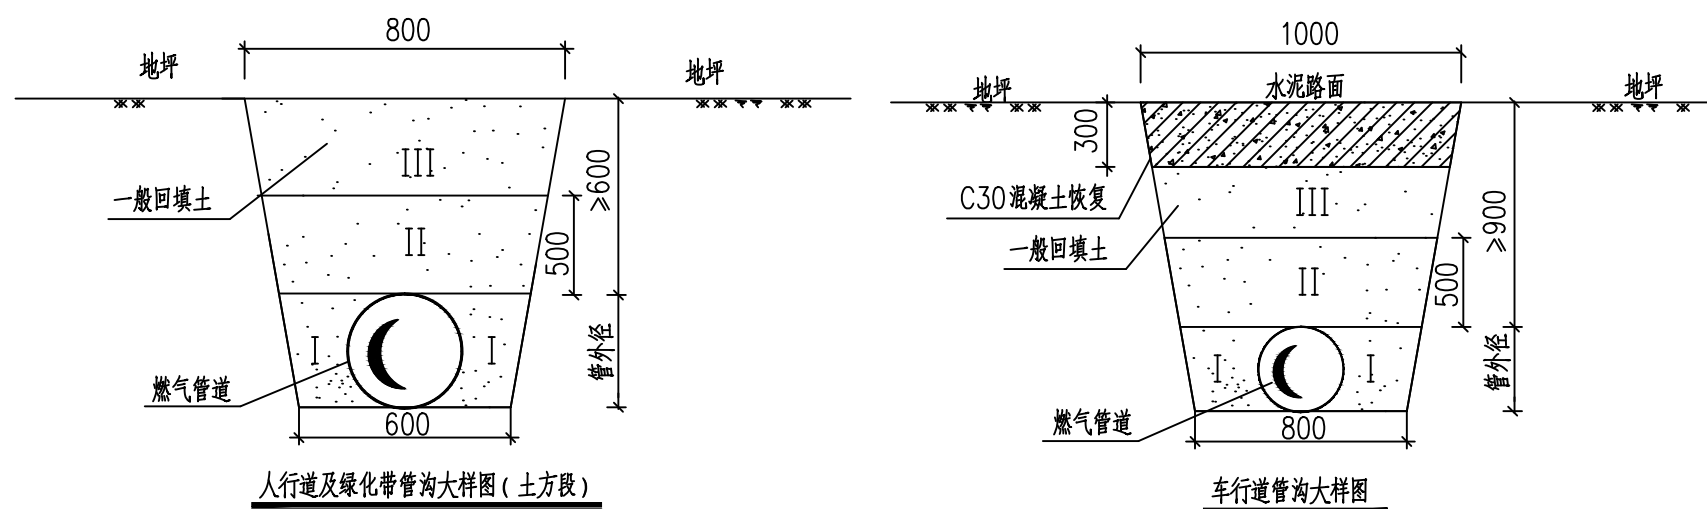 800
地坪
地坪
III
一般回填土
≥600
II
500
I
I
管外径
燃气管道
600
人行道及绿化带管沟大样图(土方段)
1000
地坪
水泥路面
地坪
300
C30混凝土恢复
III
一般回填土
≥900
II
500
I
I
管外径
燃气管道
800
车行道管沟大样图